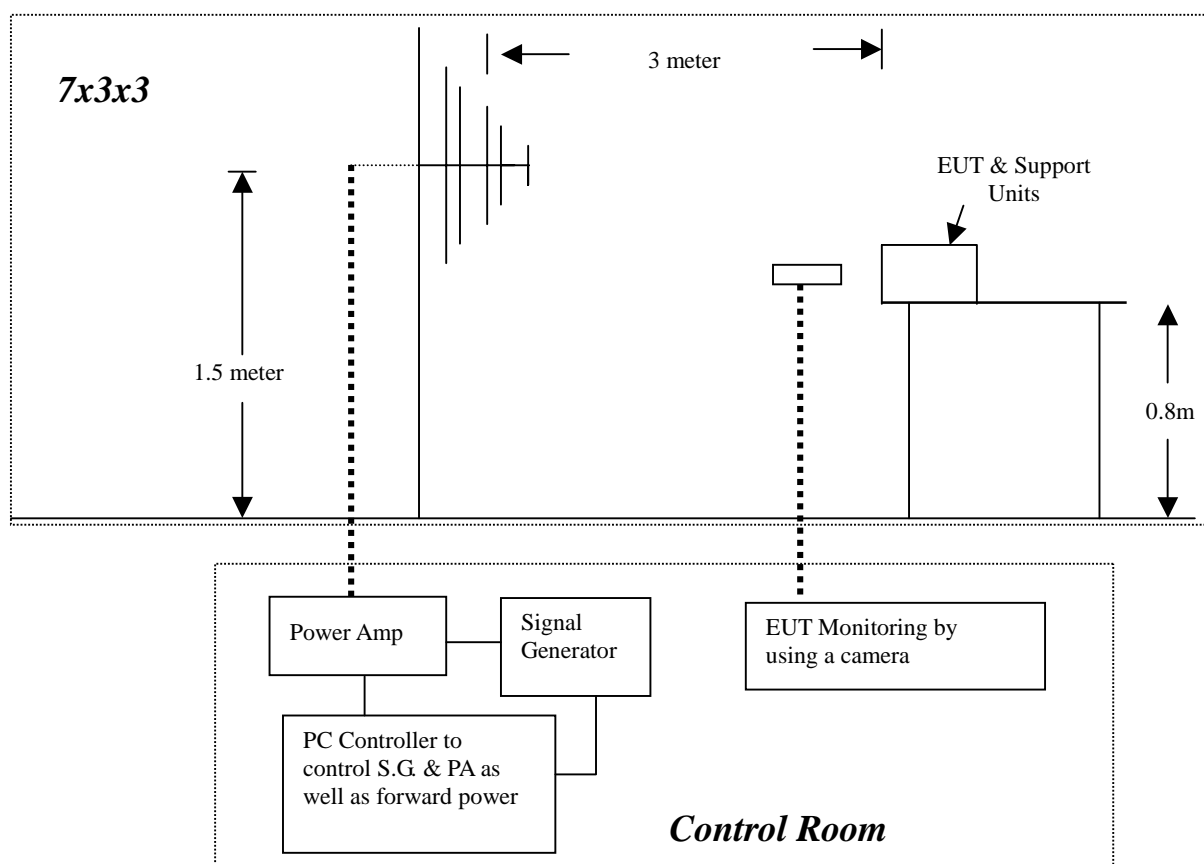 7x3x3
3 meter
EUT & Support
Units
1.5 meter
0.8m
Power Amp
Signal
Generator
EUT Monitoring by
using a camera
PC Controller to
control S.G. & PA as
well as forward power
Control Room